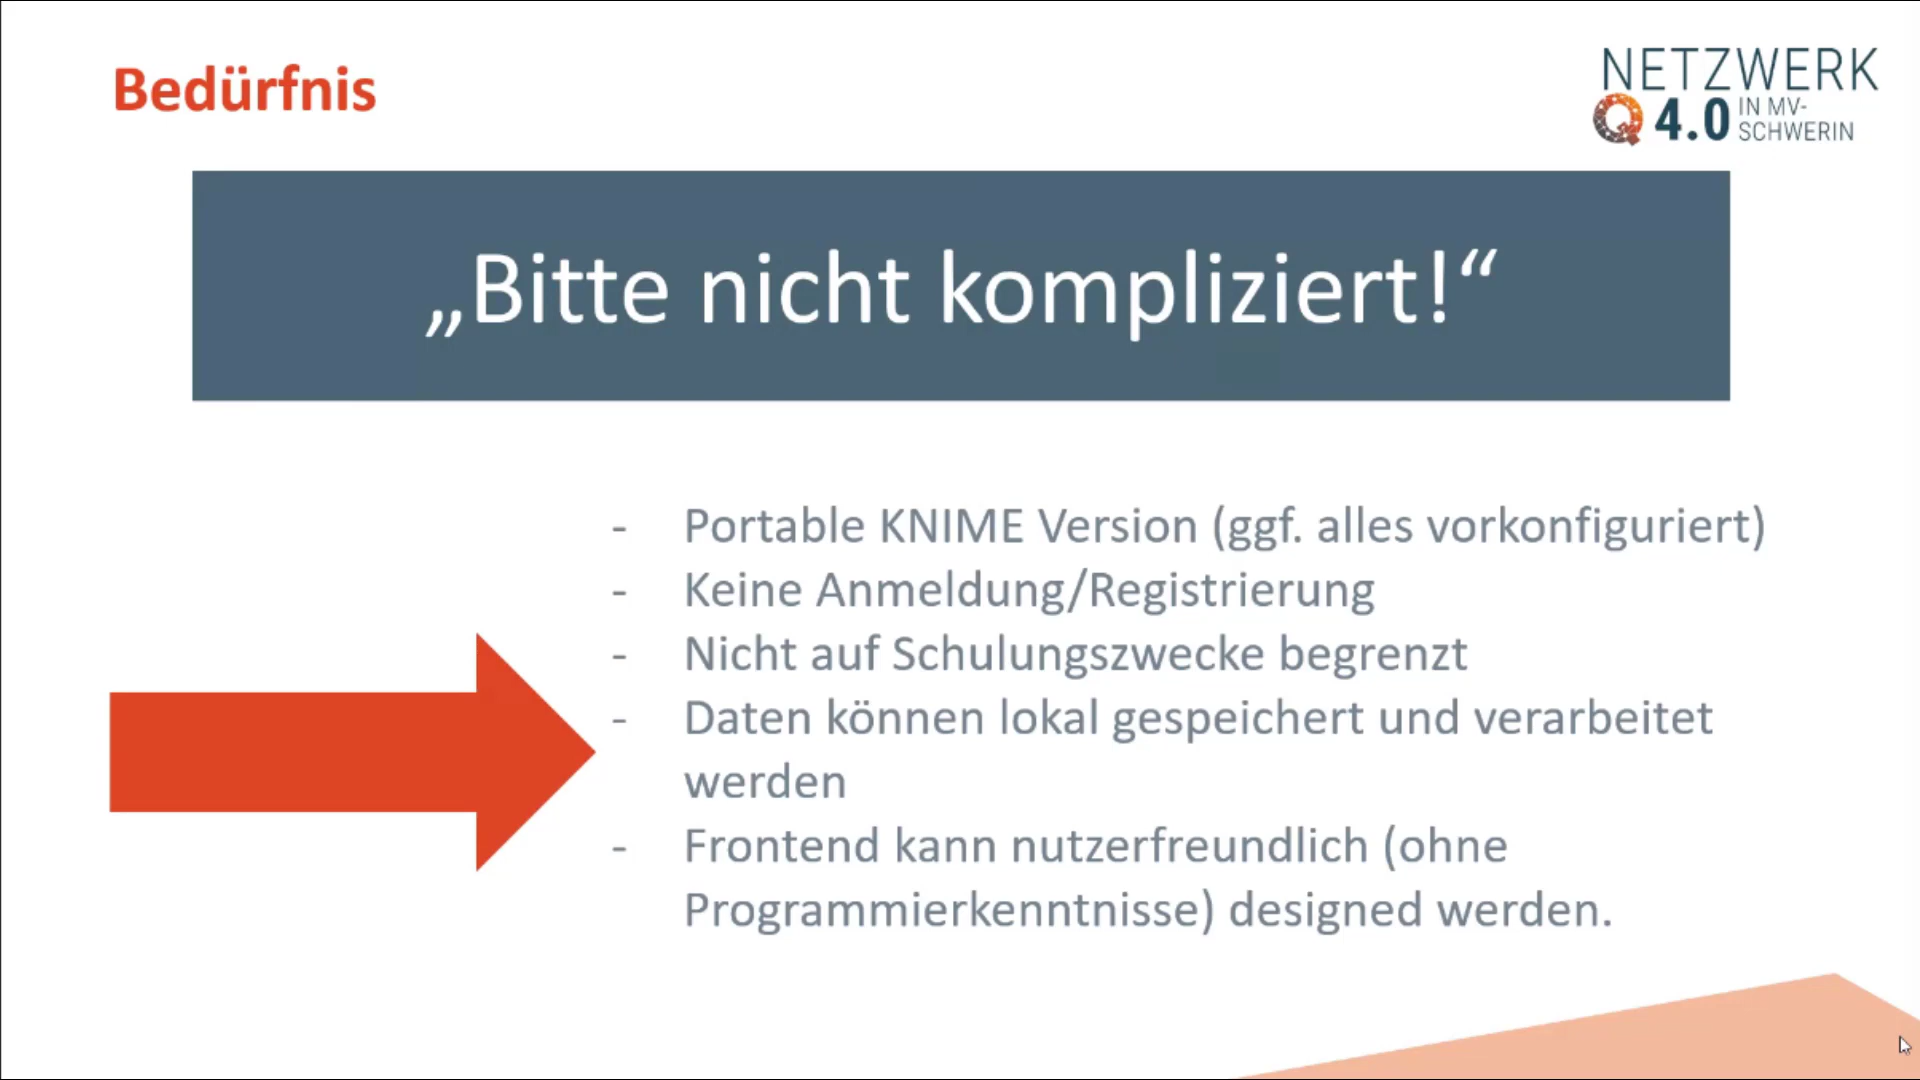 Bedürfnis
NETZWERK
Q 4.0 IN MV-
SCHWERIN
„Bitte nicht kompliziert!“
- Portable KNIME Version (ggf. alles vorkonfiguriert)
- Keine Anmeldung/Registrierung
- Nicht auf Schulungszwecke begrenzt
- Daten können lokal gespeichert und verarbeitet
werden
- Frontend kann nutzerfreundlich (ohne
Programmierkenntnisse) designed werden.